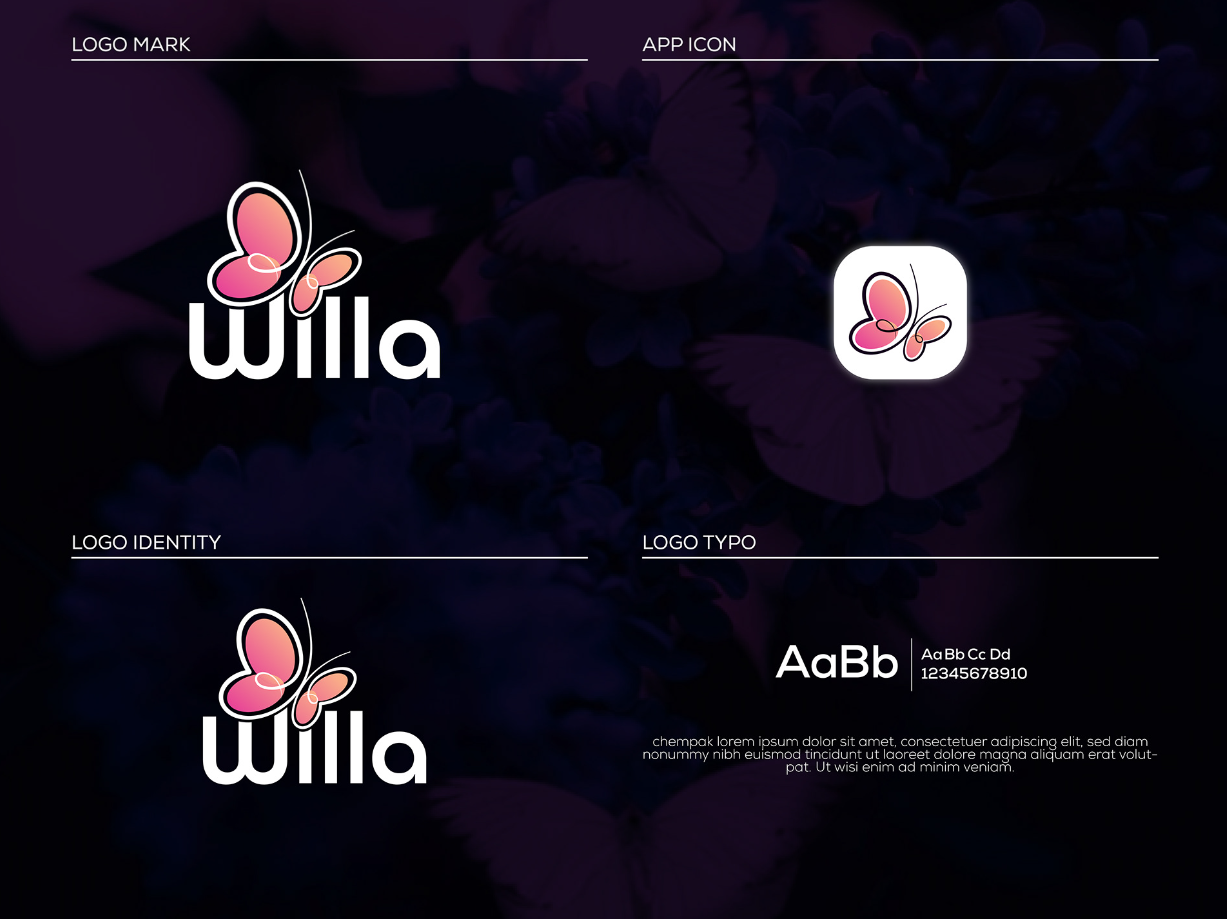 LOGO MARK
willa
APP ICON
LOGO IDENTITY
willa
LOGO TYPO
AaBb
Aa Bb Cc Dd
12345678910
chempak lorem ipsum dolor sit amet, consectetuer adipiscing elit, sed diam
nonummy nibh euismod tincidunt ut laoreet dolore magna aliquam erat volut-
pat. Ut wisi enim ad minim veniam.